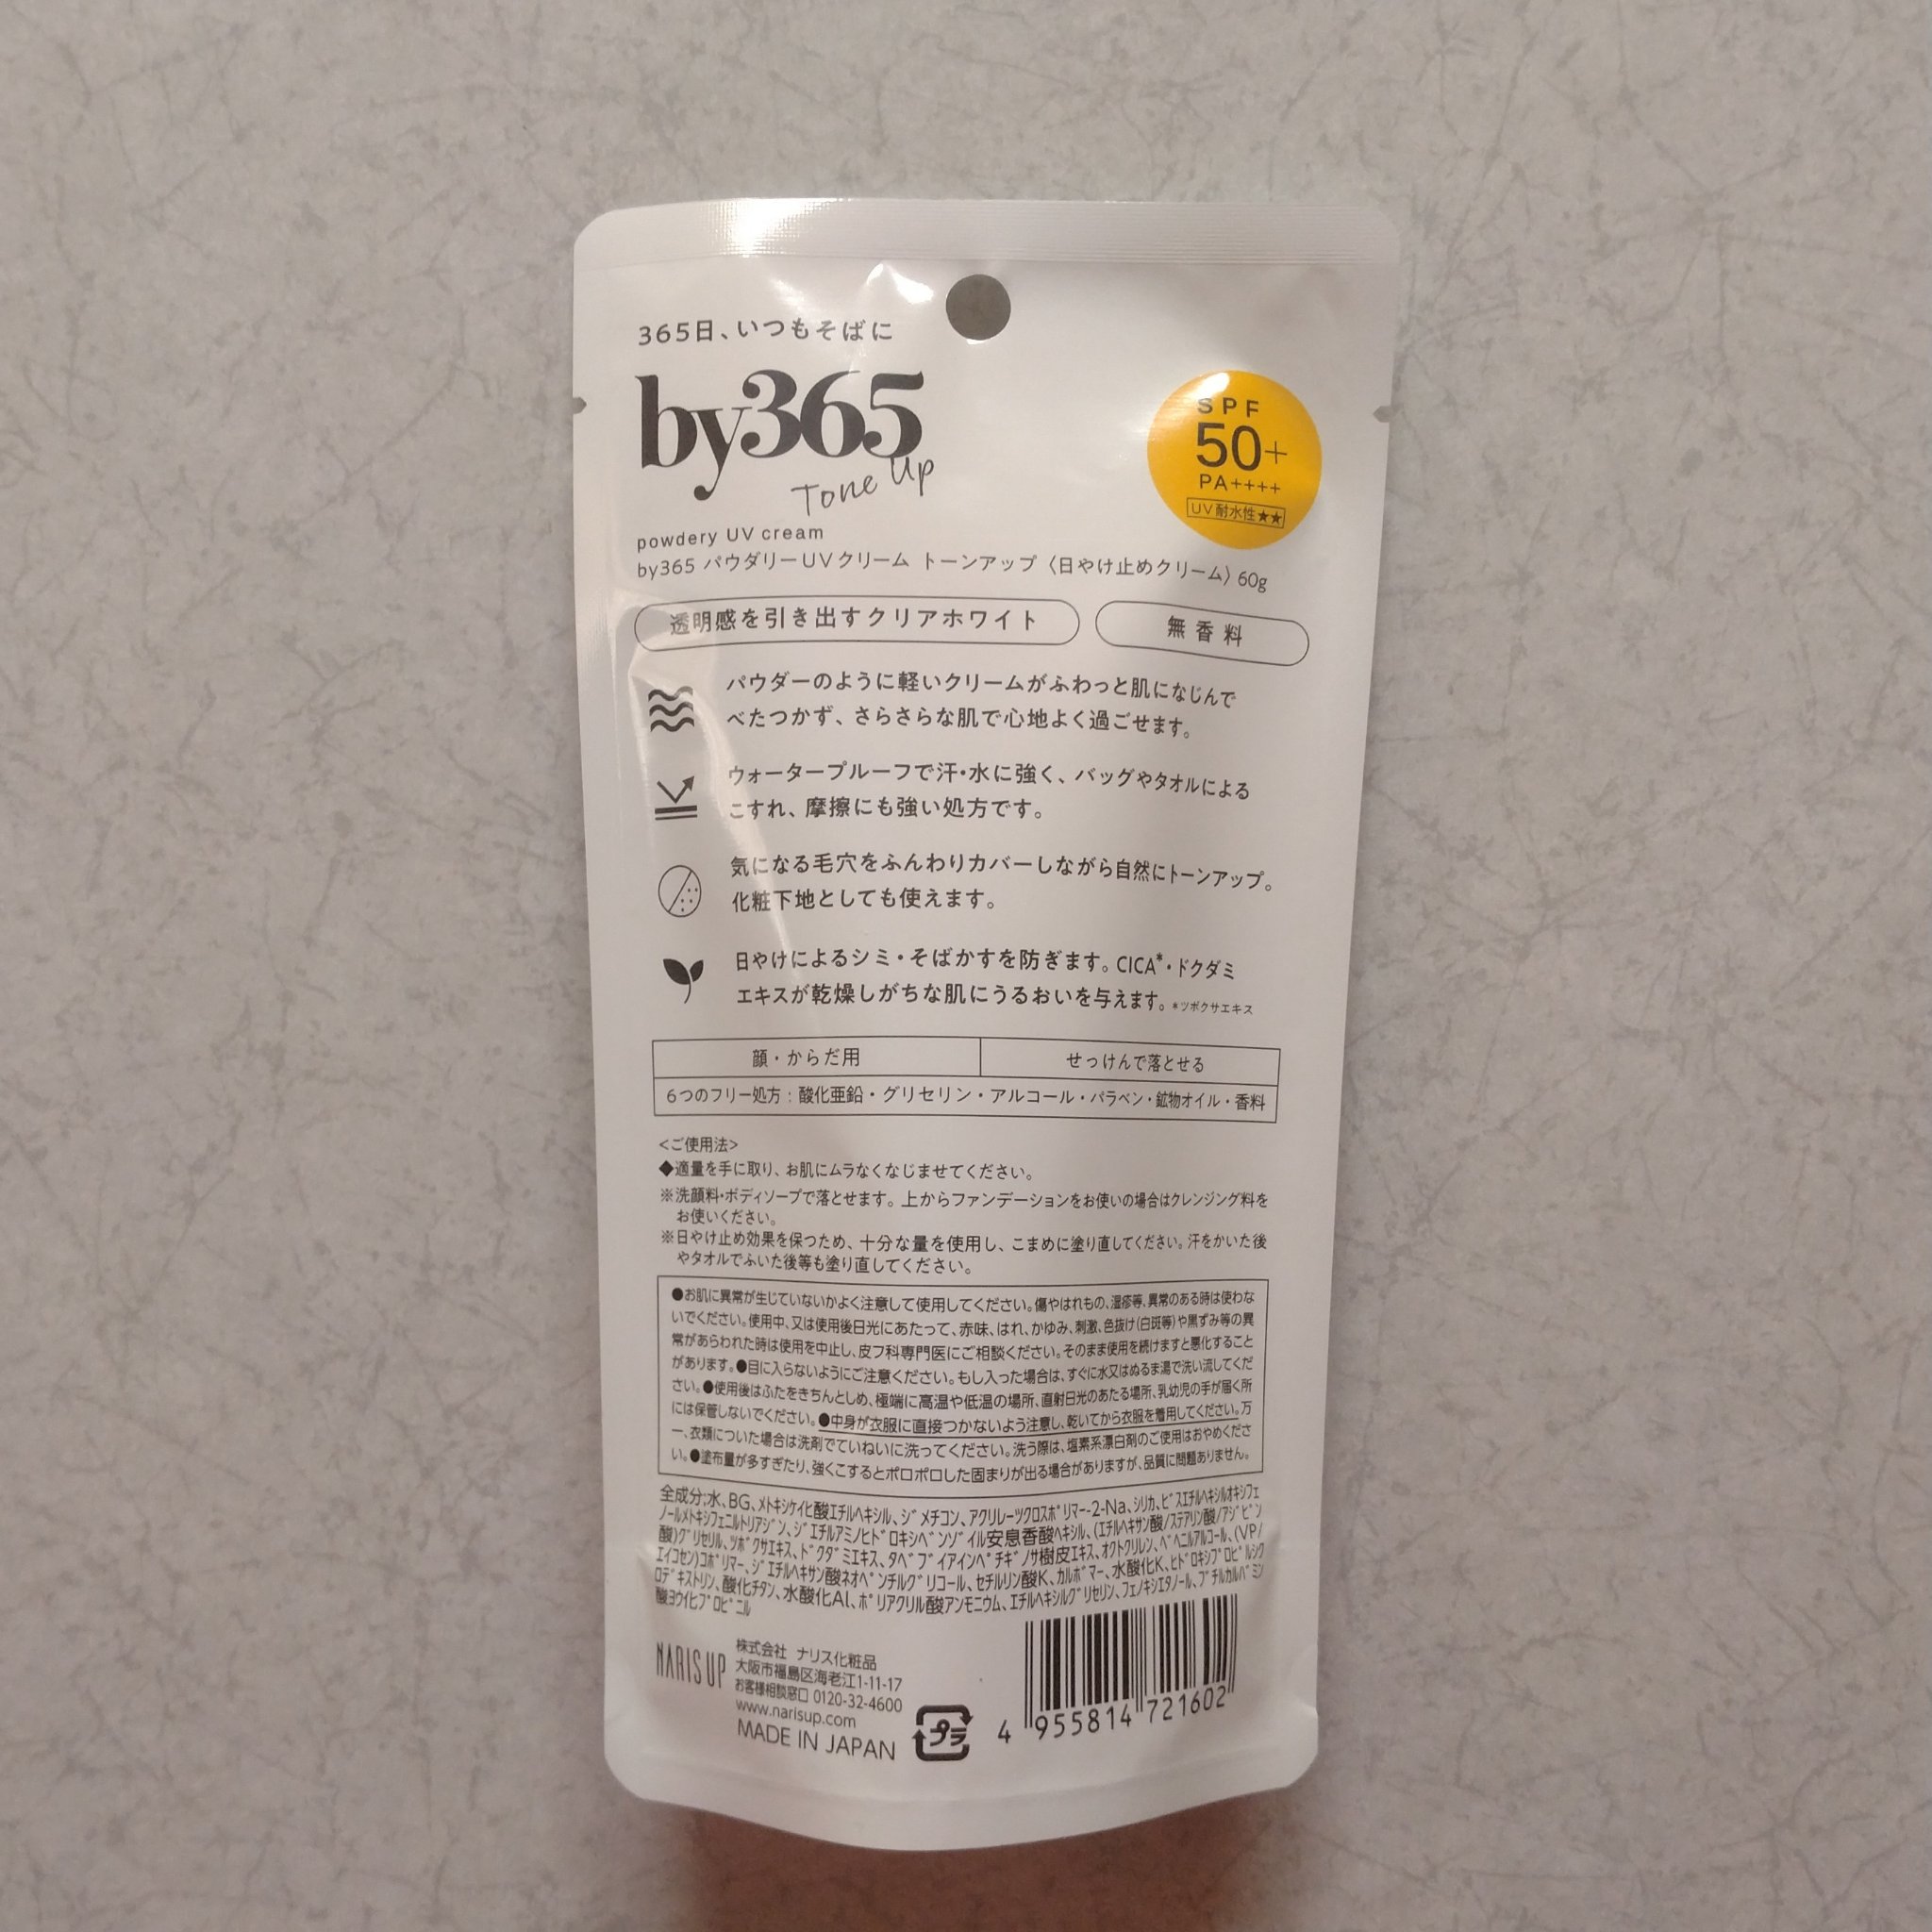 365日、いつもそばに
by365
Tone Up
SPF
50+
PA++++
UV耐水性★★
powdery UV cream
by365 パウダリーUVクリーム トーンアップ〈日やけ止めクリーム〉60g
透明感を引き出すクリアホワイト
無香料
パウダーのように軽いクリームがふわっと肌になじんで
べたつかず、さらさらな肌で心地よく過ごせます。
ウォータープルーフで汗・水に強く、バッグやタオルによる
こすれ、摩擦にも強い処方です。
気になる毛穴をふんわりカバーしながら自然にトーンアップ。
化粧下地としても使えます。
日やけによるシミ・そばかすを防ぎます。CICA*・ドクダミ
エキスが乾燥しがちな肌にうるおいを与えます。*ツボクサエキス
顔・からだ用
せっけんで落とせる
6つのフリー処方：酸化亜鉛・グリセリン・アルコール・パラベン・鉱物オイル・香料
<ご使用法>
◆適量を手に取り、お肌にムラなくなじませてください。
※洗顔料・ボディソープで落とせます。上からファンデーションをお使いの場合はクレンジング料を
お使いください。
※日やけ止め効果を保つため、十分な量を使用し、こまめに塗り直してください。汗をかいた後
やタオルでふいた後等も塗り直してください。
●お肌に異常が生じていないかよく注意して使用してください。傷やはれもの、湿疹等、異常のある時は使わな
いでください。使用中、又は使用後日光にあたって、赤味、はれ、かゆみ、刺激、色抜け(白斑等)や黒ずみ等の異
常があらわれた時は使用を中止し、皮フ科専門医にご相談ください。そのまま使用を続けますと悪化すること
があります。●目に入らないようにご注意ください。もし入った場合は、すぐに水又はぬるま湯で洗い流してくだ
さい。●使用後はふたをきちんとしめ、極端に高温や低温の場所、直射日光のあたる場所、乳幼児の手が届く所
には保管しないでください。●中身が衣服に直接つかないよう注意し、乾いてから衣服を着用してください。万
一、衣類についた場合は洗剤でていねいに洗ってください。洗う際は、塩素系漂白剤のご使用はおやめくださ
い。●塗布量が多すぎたり、強くこするとポロポロした固まりが出る場合がありますが、品質に問題ありません。
全成分:水、BG、メトキシケイヒ酸エチルヘキシル、ジメチコン、アクリレーツクロスポリマー-2-Na、シリカ、ビスエチルヘキシルオキシフェ
ノールメトキシフェニルトリアジン、ジエチルアミノヒドロキシベンゾイル安息香酸ヘキシル、(エチルヘキサン酸/ステアリン酸/アジピン
酸)グリセリル、ツボクサエキス、ドクダミエキス、タベブイアインペチギノサ樹皮エキス、オクトクリレン、ベヘニルアルコール、(VP/
エイコセン)コポリマー、ジエチルヘキサン酸ネオペンチルグリコール、セチルリン酸K、カルボマー、水酸化K、ヒドロキシプロピルシク
ロデキストリン、酸化チタン、水酸化Al、ポリアクリル酸アンモニウム、エチルヘキシルグリセリン、フェノキシエタノール、ブチルカルバミン
酸ヨウ化プロピニル
NARIS UP
株式会社 ナリス化粧品
大阪市福島区海老江1-11-17
お客様相談窓口 0120-32-4600
www.narisup.com
MADE IN JAPAN
プラ
4 955814 721602